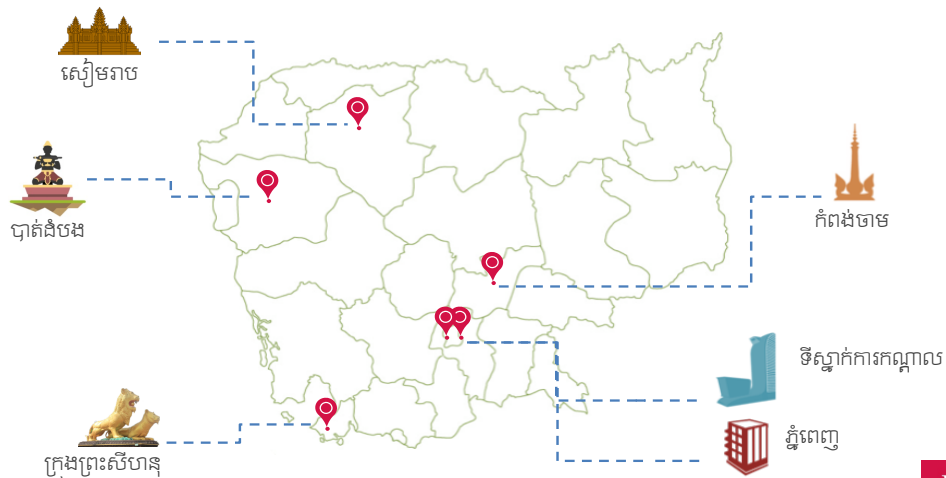 សៀមរាប
បាត់ដំបង
កំពង់ចាម
ទីស្នាក់ការកណ្តាល
ភ្នំពេញ
ក្រុងព្រះសីហនុ